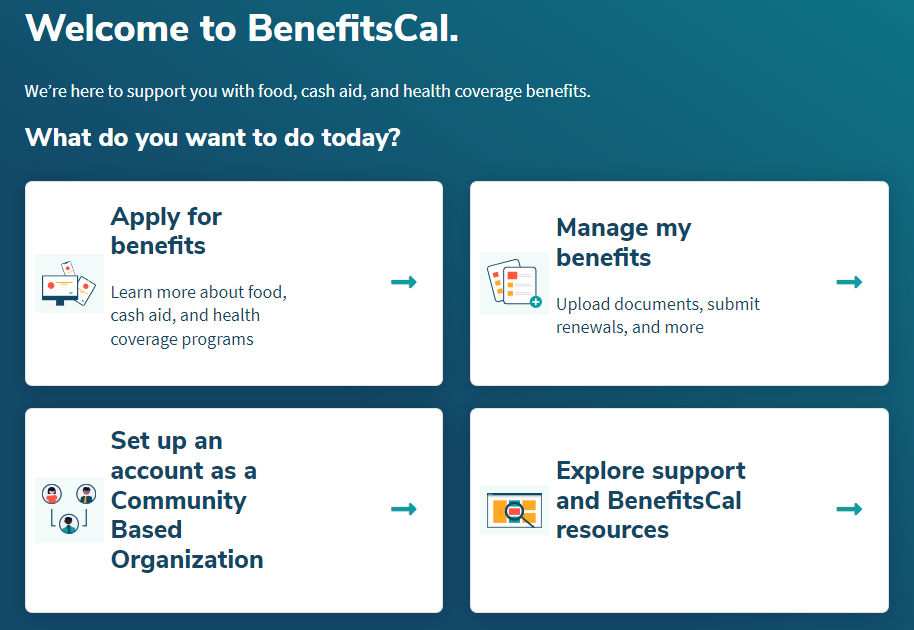 Welcome to BenefitsCal.
We're here to support you with food, cash aid, and health coverage benefits.
What do you want to do today?
Apply for
benefits
Learn more about food,
cash aid, and health
coverage programs
Manage my
benefits
Upload documents, submit
renewals, and more
Set up an
account as a
Community
Based
Organization
Explore support
and BenefitsCal
resources